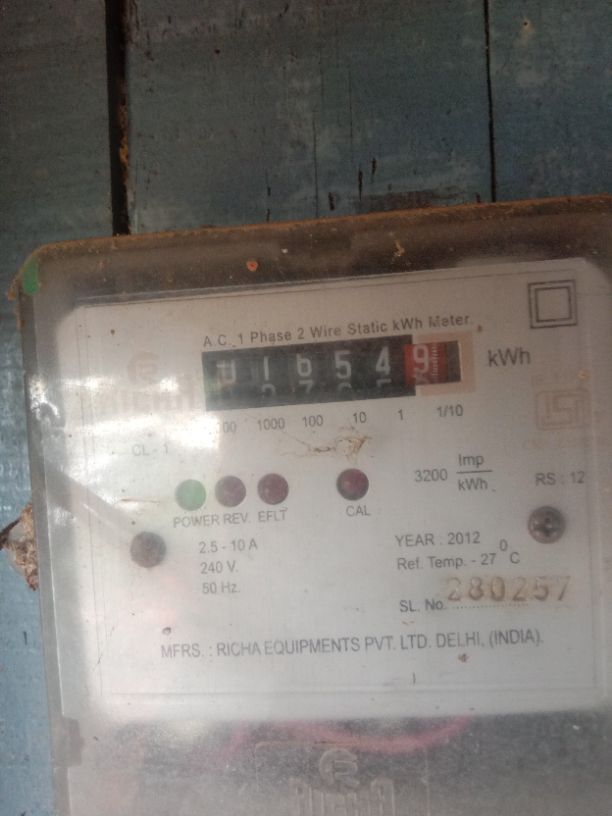 A.C. 1 Phase 2 Wire Static kWh Meter.
016549 kWh
1000 100 10 1 1/10
CL - 1
3200 Imp/kWh RS : 12
POWER REV. EFLT CAL
2.5 - 10 A YEAR : 2012
240 V. Ref. Temp. - 27 °C
50 Hz. SL. No. 280257
MFRS. : RICHA EQUIPMENTS PVT. LTD. DELHI, (INDIA).
RICHA